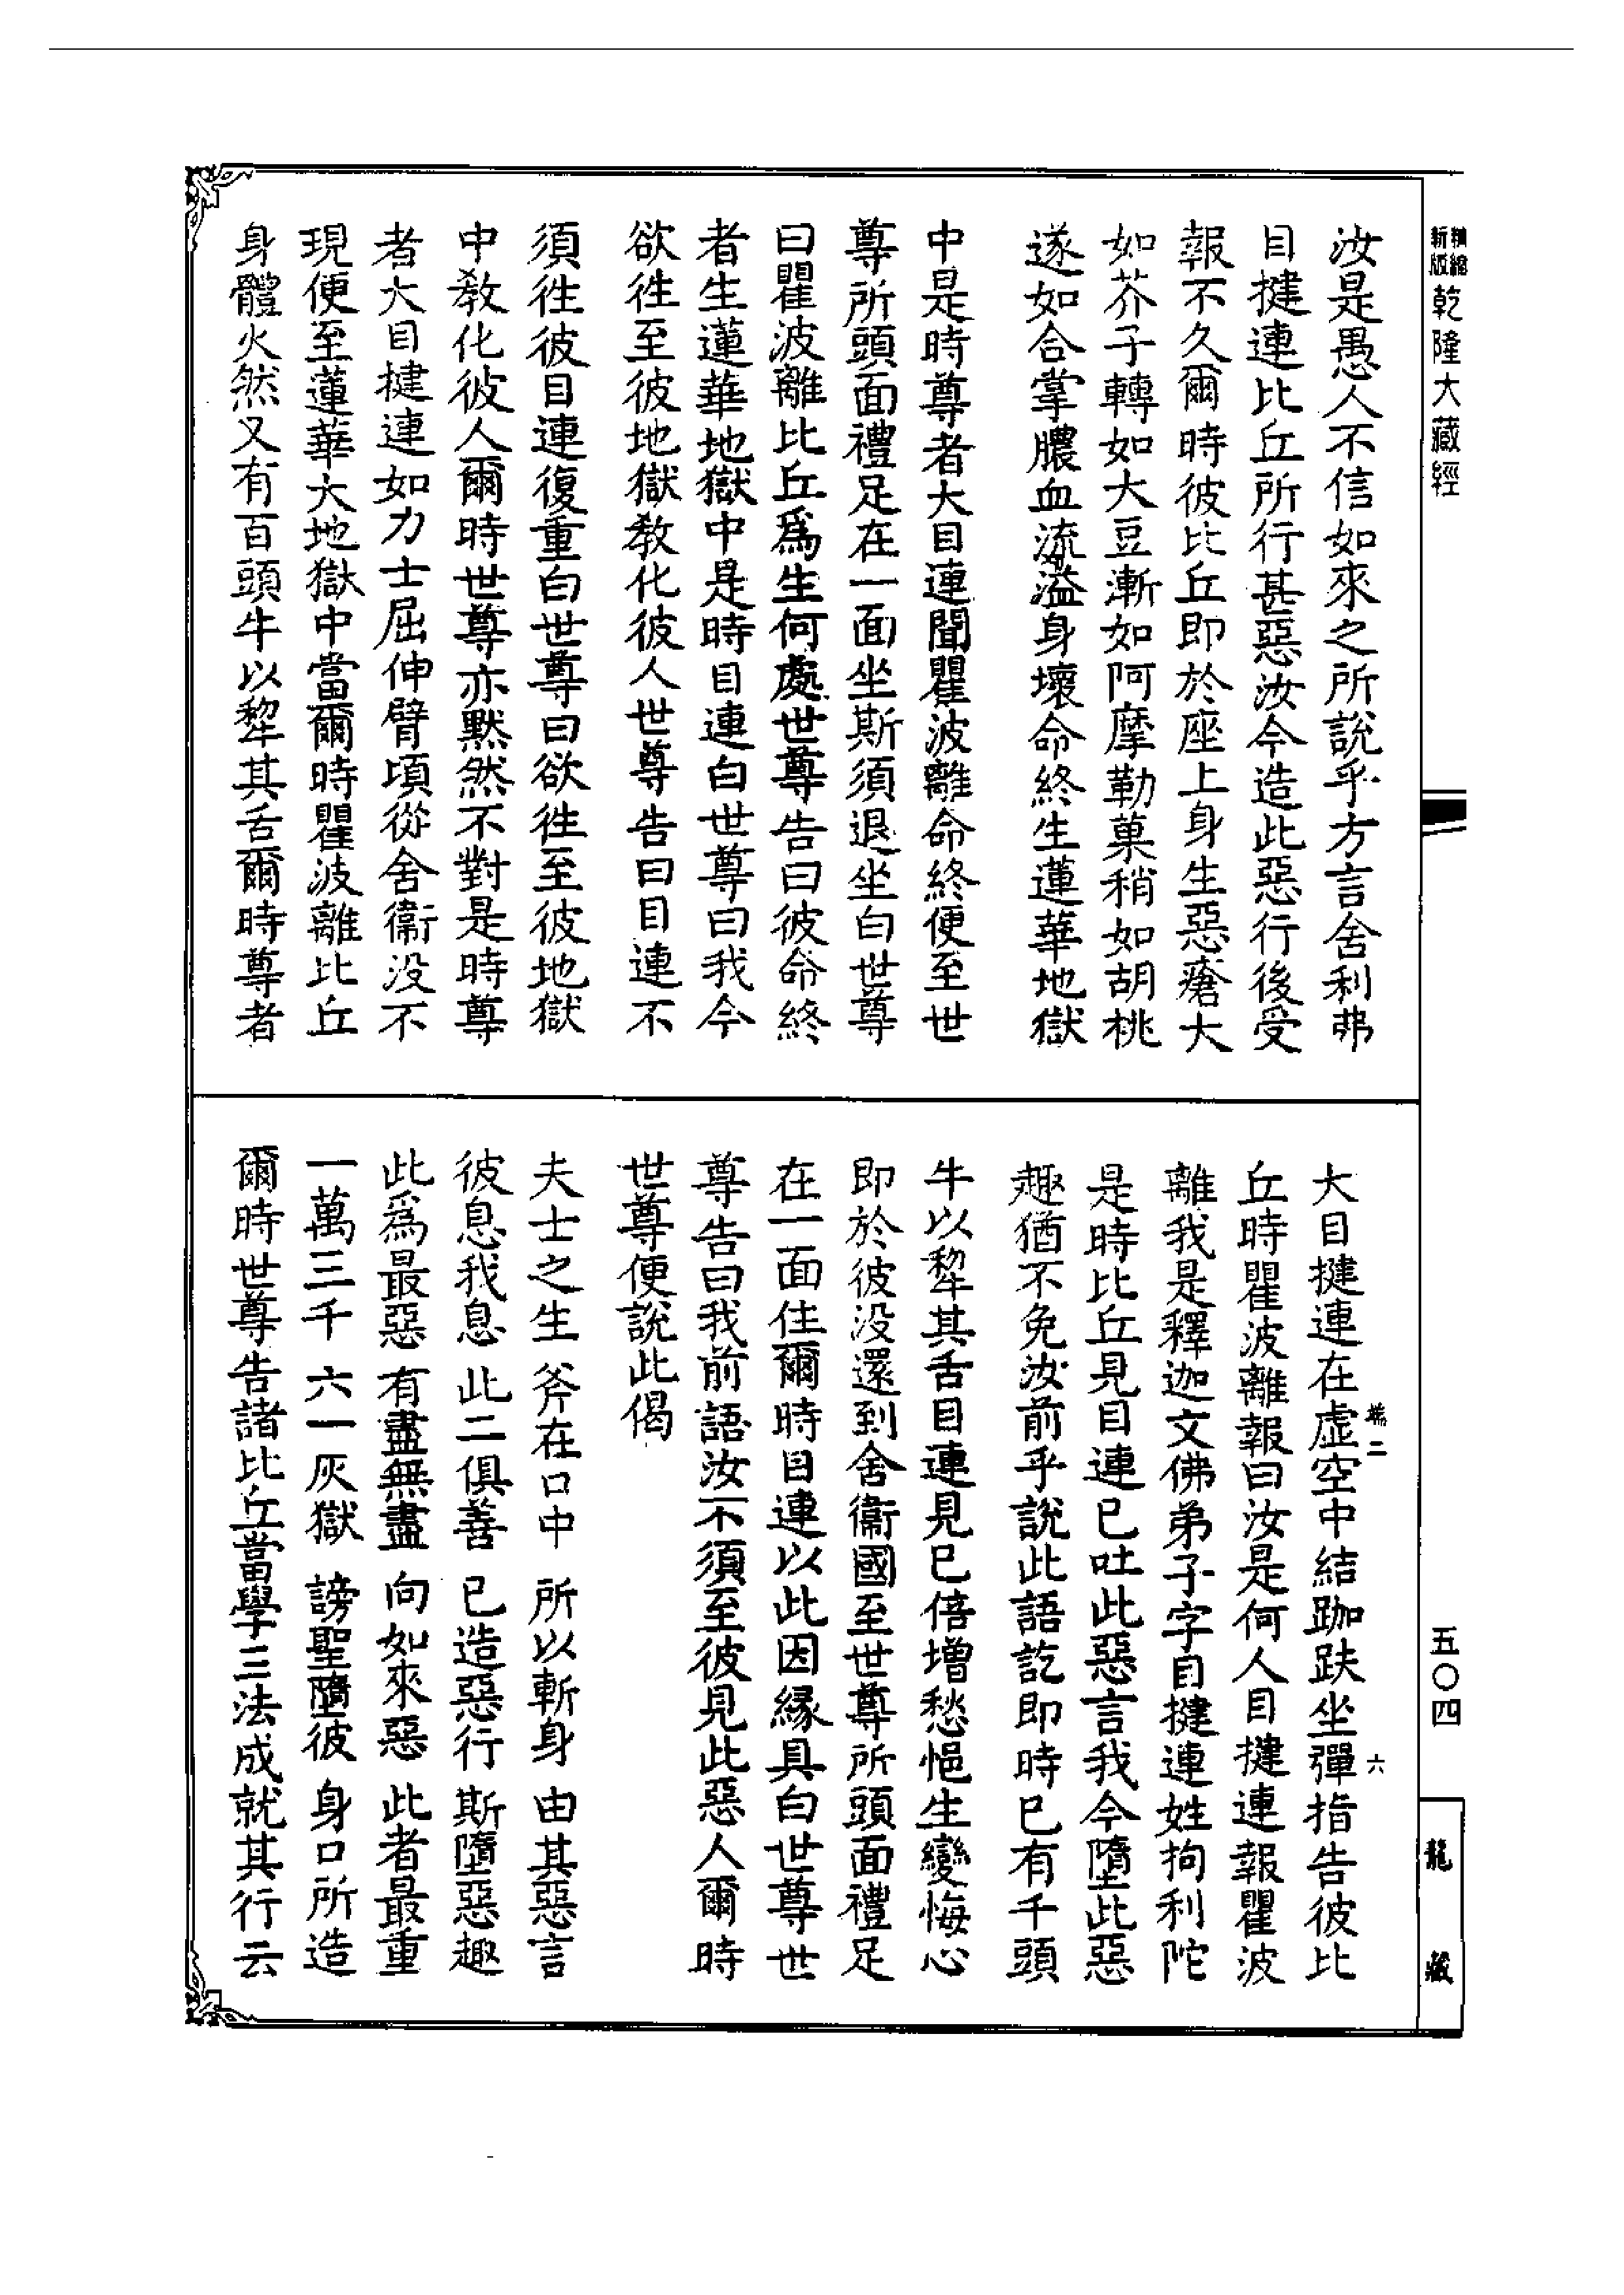 精縮新版乾隆大藏經
五〇四
龍藏
汝是愚人不信如來之所說乎方言舍利弗
目揵連比丘所行甚惡汝今造此惡行後受
報不久爾時彼比丘即於座上身生惡瘡大
如芥子轉如大豆漸如阿摩勒菓稍如胡桃
遂如合掌膿血流溢身壞命終生蓮華地獄
中是時尊者大目連聞瞿波離命終便至世
尊所頭面禮足在一面坐斯須退坐白世尊
曰瞿波離比丘爲生何處世尊告曰彼命終
者生蓮華地獄中是時目連白世尊曰我今
欲徃至彼地獄敎化彼人世尊告曰目連不
須徃彼目連復重白世尊曰欲徃至彼地獄
中敎化彼人爾時世尊亦默然不對是時尊
者大目揵連如力士屈伸臂頃從舍衞没不
現便至蓮華大地獄中當爾時瞿波離比丘
身體火然又有百頭牛以犂其舌爾時尊者
大目揵連在虛空中結跏趺坐彈指告彼比
丘時瞿波離報曰汝是何人目揵連報瞿波
離我是釋迦文佛弟子字目揵連姓拘利陀
是時比丘見目連已吐此惡言我今墮此惡
趣猶不免汝前乎說此語訖即時已有千頭
牛以犂其舌目連見已倍增愁悒生變悔心
即於彼没還到舍衞國至世尊所頭面禮足
在一面住爾時目連以此因縁具白世尊世
尊告曰我前語汝不須至彼見此惡人爾時
世尊便說此偈
夫士之生 斧在口中 所以斬身 由其惡言
彼息我息 此二俱善 已造惡行 斯墮惡趣
此爲最惡 有盡無盡 向如來惡 此者最重
一萬三千 六一灰獄 謗聖墮彼 身口所造
爾時世尊告諸比丘當學三法成就其行云
端二
六